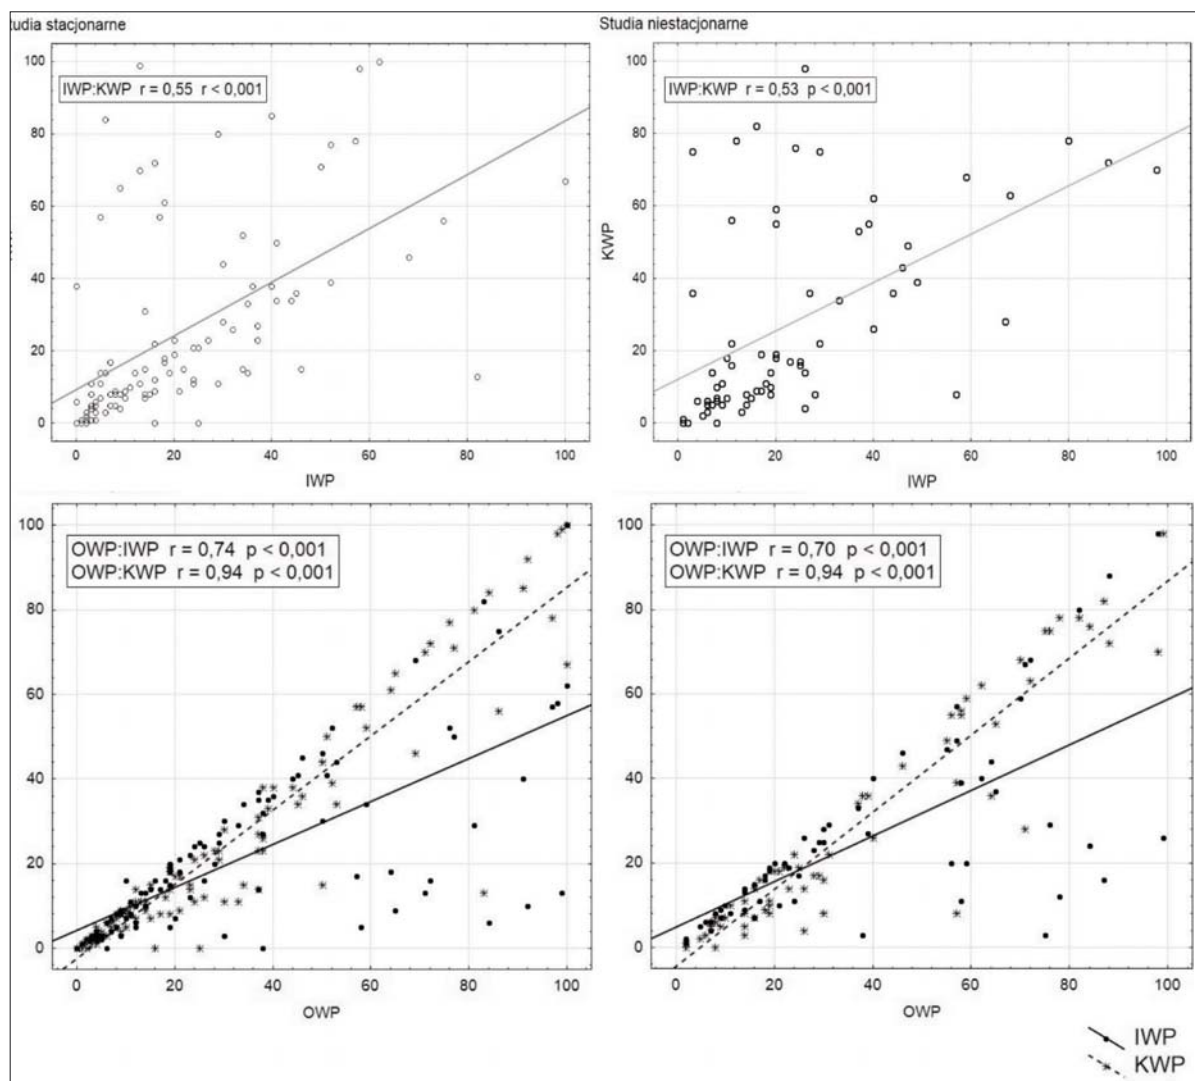 tudia stacjonarne
Studia niestacjonarne
100
80
60
40
20
0
IWP:KWP r = 0,55 r < 0,001
0 20 40 60 80 100
IWP
KWP
100
80
60
40
20
0
IWP:KWP r = 0,53 p < 0,001
0 20 40 60 80 100
IWP
100
80
60
40
20
0
OWP:IWP r = 0,74 p < 0,001
OWP:KWP r = 0,94 p < 0,001
0 20 40 60 80 100
OWP
100
80
60
40
20
0
OWP:IWP r = 0,70 p < 0,001
OWP:KWP r = 0,94 p < 0,001
0 20 40 60 80 100
OWP
IWP
KWP